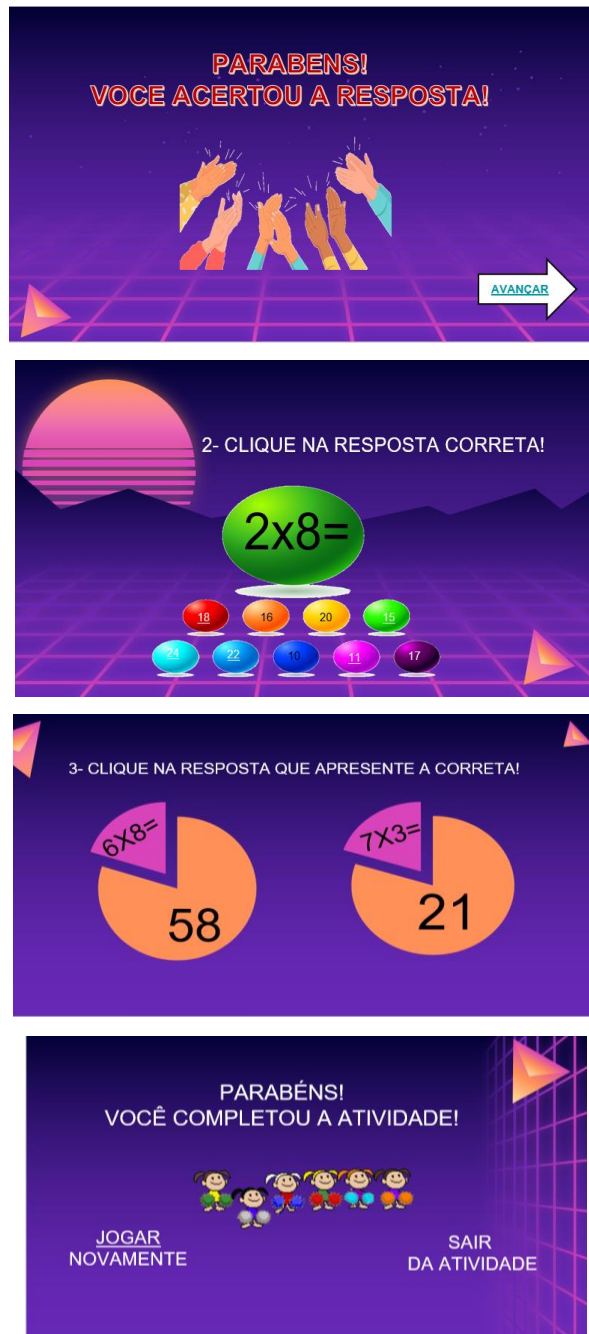 PARABENS!
VOCE ACERTOU A RESPOSTA!
AVANÇAR
2- CLIQUE NA RESPOSTA CORRETA!
2x8=
18 16 20 15
24 22 10 11 17
3- CLIQUE NA RESPOSTA QUE APRESENTE A CORRETA!
6X8= 7X3=
58 21
PARABÉNS!
VOCÊ COMPLETOU A ATIVIDADE!
JOGAR
NOVAMENTE
SAIR
DA ATIVIDADE